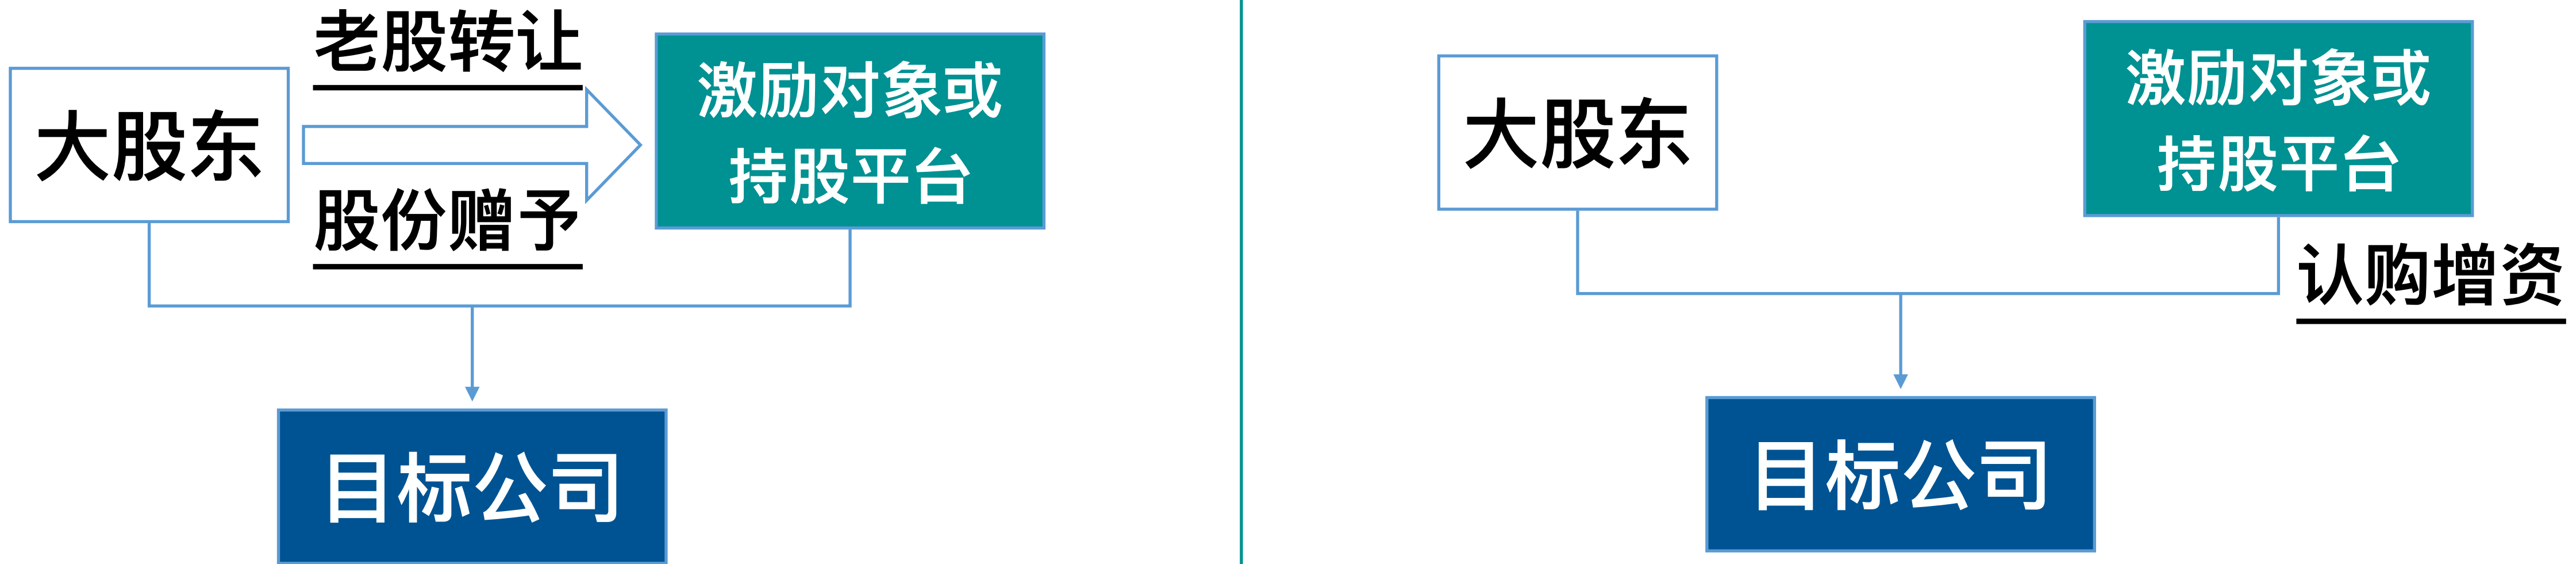 老股转让
大股东
股份赠予
激励对象或
持股平台
目标公司
大股东
激励对象或
持股平台
认购增资
目标公司